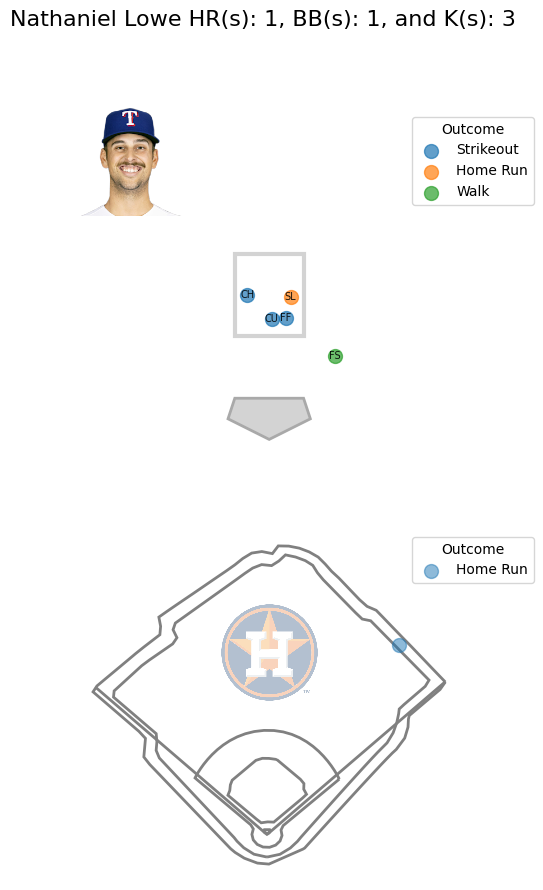 Nathaniel Lowe HR(s): 1, BB(s): 1, and K(s): 3
T
Outcome
Strikeout
Home Run
Walk
CH
SL
CU
FF
FS
Outcome
Home Run
H
TM